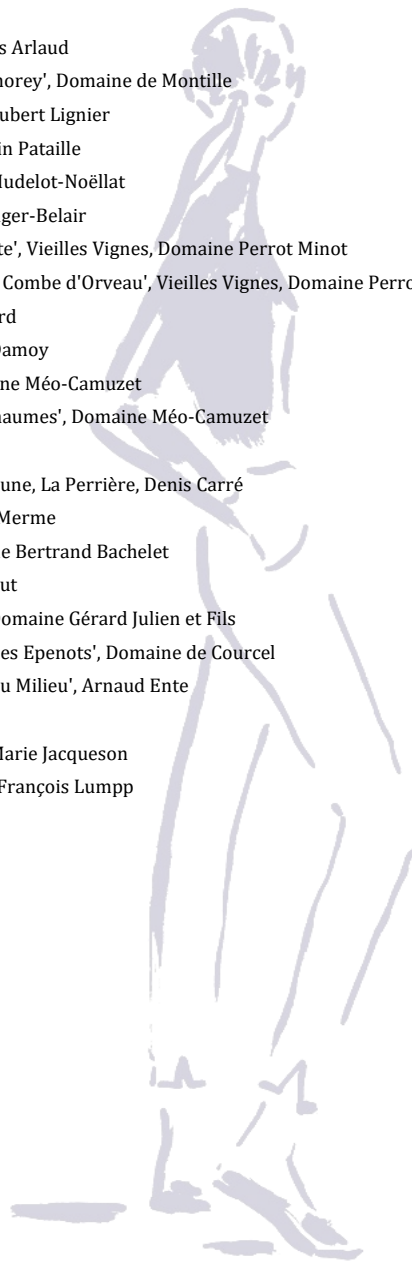 s Arlaud
norey', Domaine de Montille
ubert Lignier
in Pataille
Hudelot-Noëllat
ger-Belair
te', Vieilles Vignes, Domaine Perrot Minot
Combe d'Orveau', Vieilles Vignes, Domaine Perro
rd
Damoy
ne Méo-Camuzet
haumes', Domaine Méo-Camuzet
une, La Perrière, Denis Carré
Merme
e Bertrand Bachelet
ut
Domaine Gérard Julien et Fils
es Epenots', Domaine de Courcel
u Milieu', Arnaud Ente
Marie Jacqueson
François Lumpp